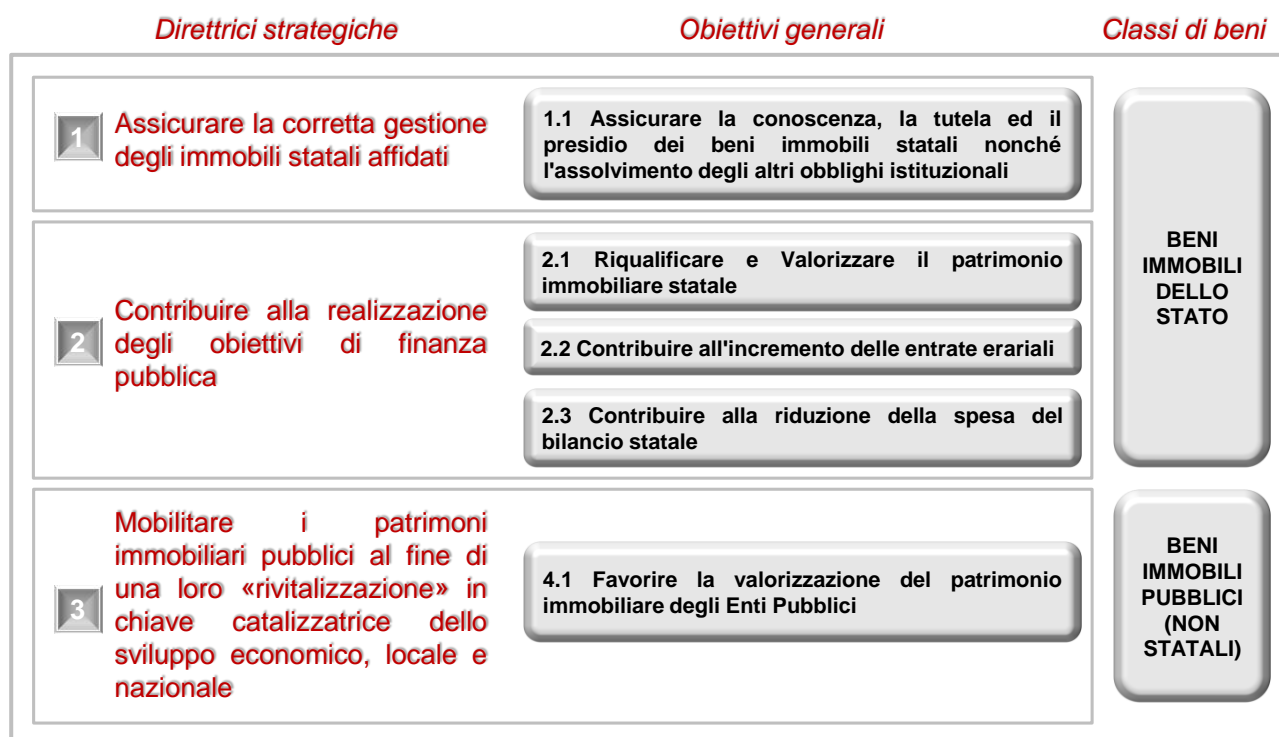 Direttrici strategiche
Obiettivi generali
Classi di beni
1
Assicurare la corretta gestione
degli immobili statali affidati
1.1 Assicurare la conoscenza, la tutela ed il
presidio dei beni immobili statali nonché
l'assolvimento degli altri obblighi istituzionali
2
Contribuire alla realizzazione
degli obiettivi di finanza
pubblica
2.1 Riqualificare e Valorizzare il patrimonio
immobiliare statale
2.2 Contribuire all'incremento delle entrate erariali
2.3 Contribuire alla riduzione della spesa del
bilancio statale
BENI
IMMOBILI
DELLO
STATO
3
Mobilitare i patrimoni
immobiliari pubblici al fine di
una loro «rivitalizzazione» in
chiave catalizzatrice dello
sviluppo economico, locale e
nazionale
4.1 Favorire la valorizzazione del patrimonio
immobiliare degli Enti Pubblici
BENI
IMMOBILI
PUBBLICI
(NON
STATALI)